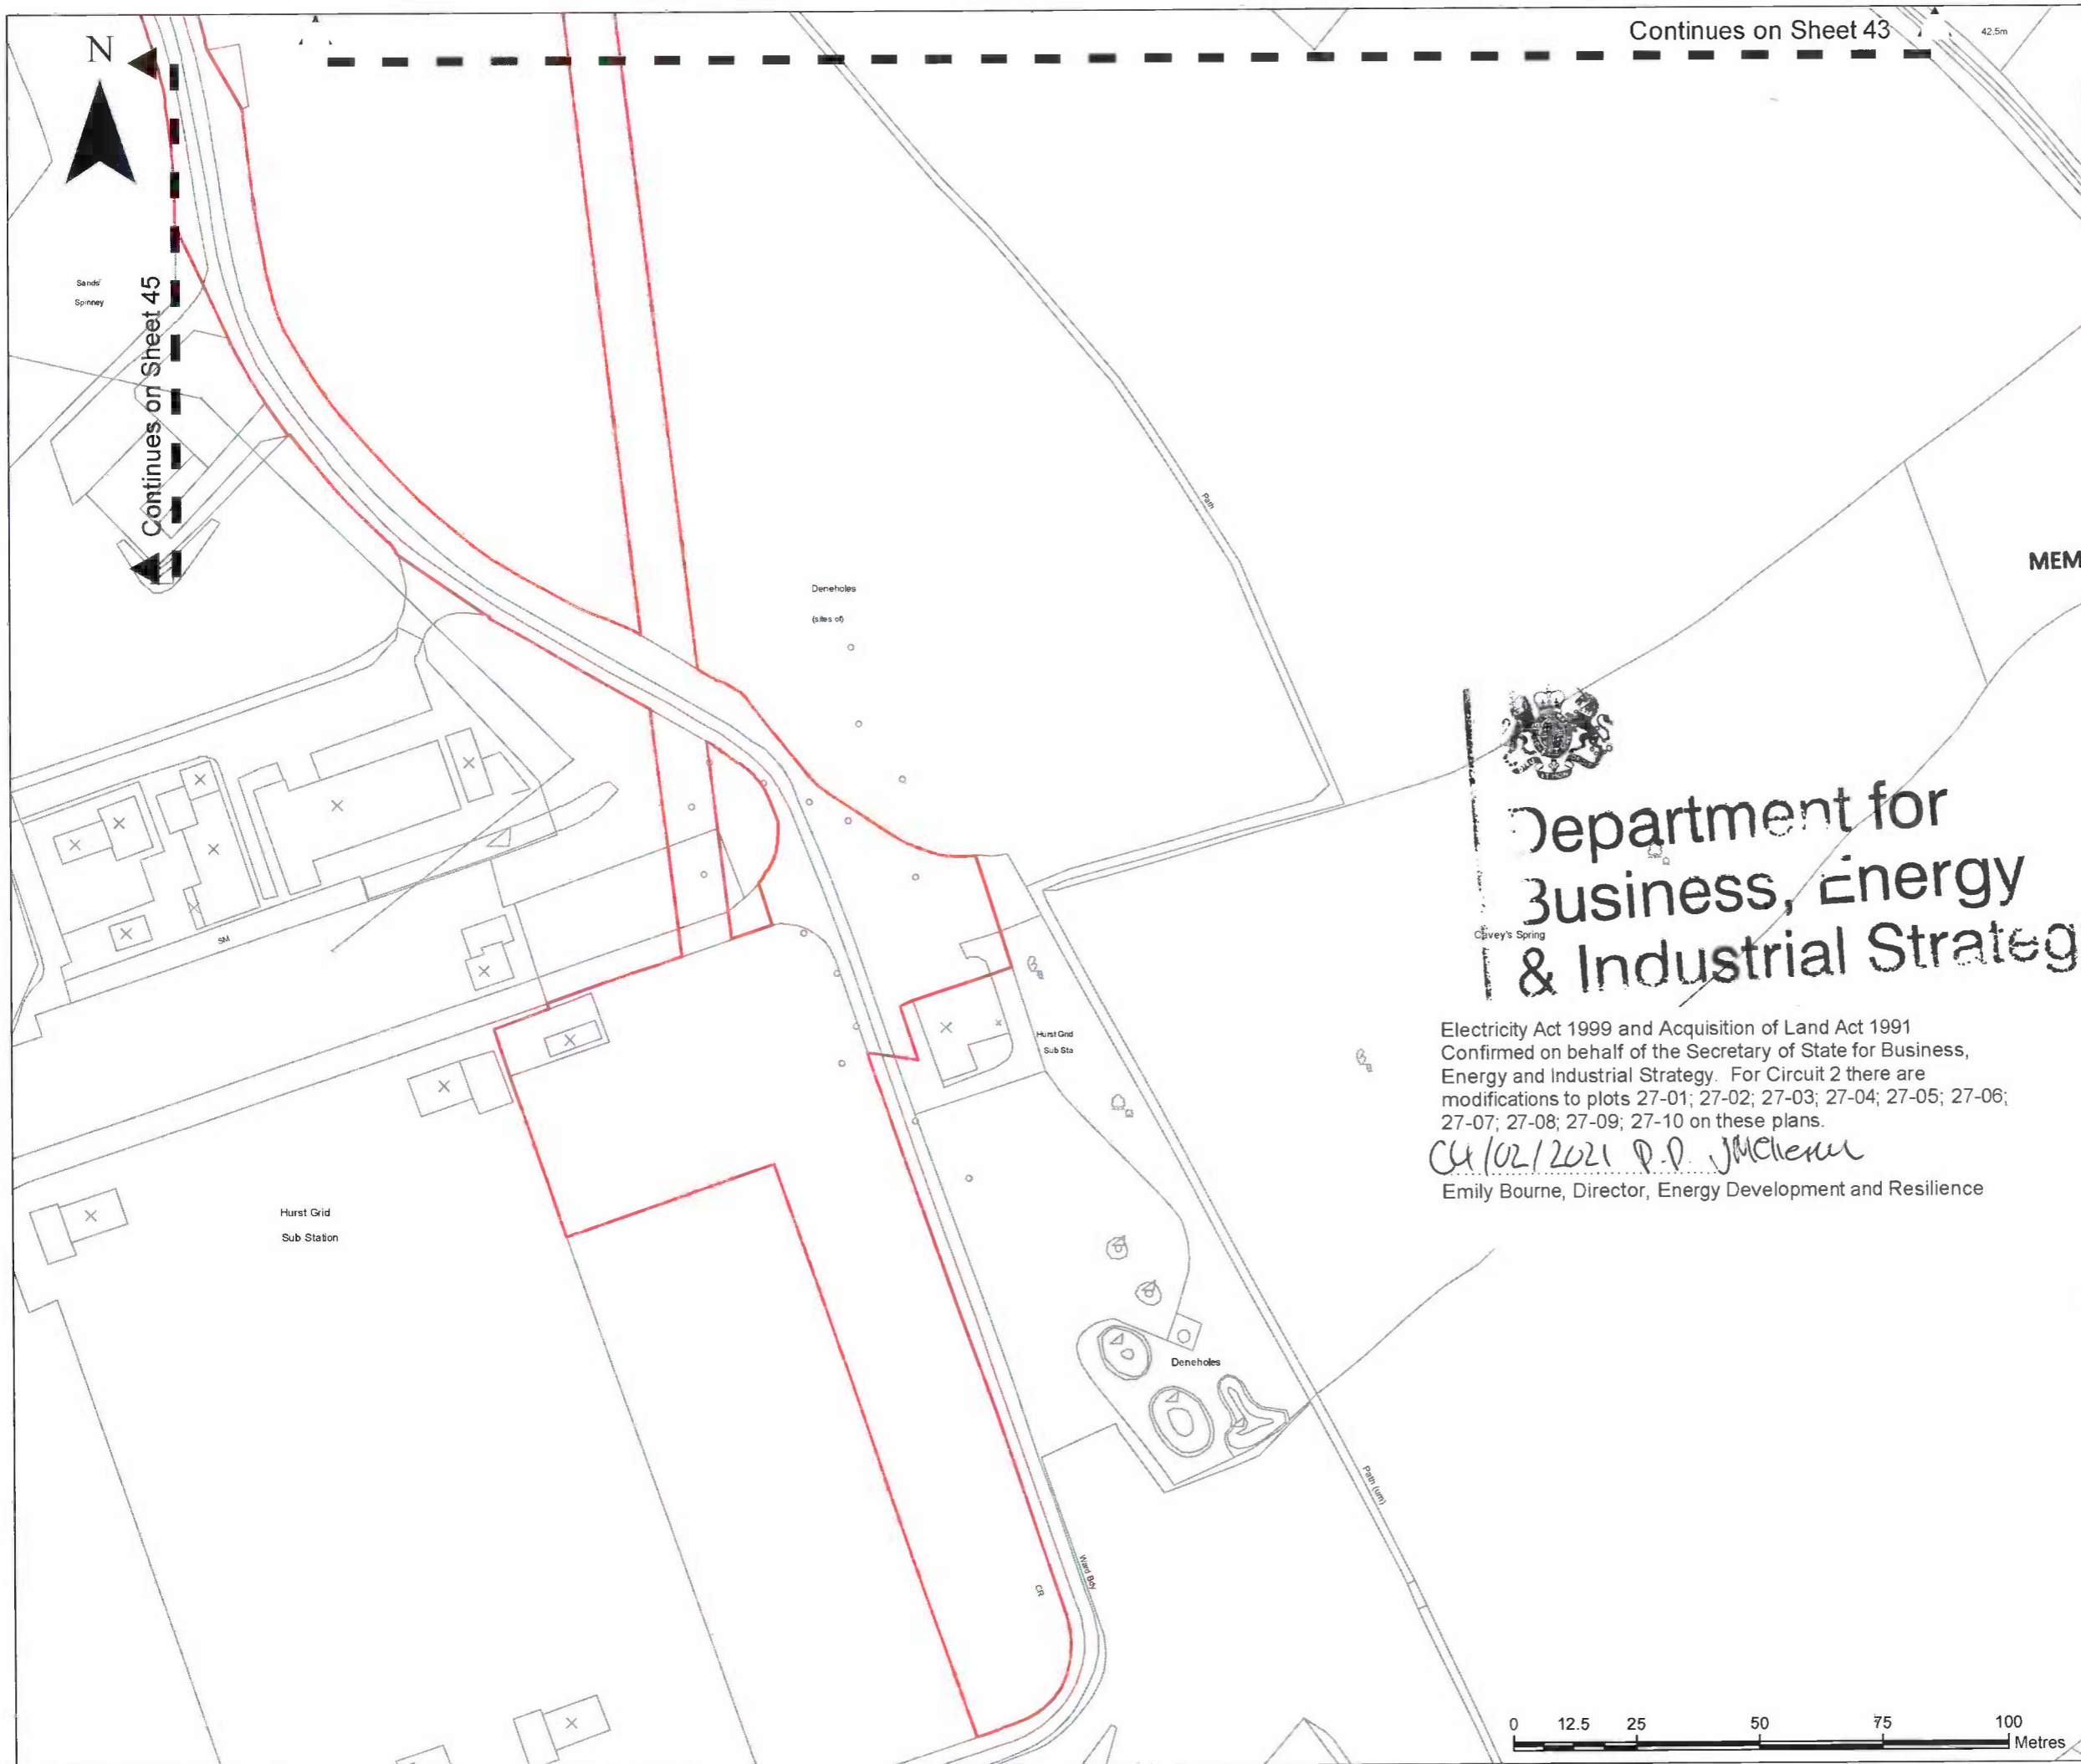 N
Continues on Sheet 43
42.5m
Sands'
Spinney
Continues on Sheet 45
Path
Deneholes
(sites of)
MEM
Department for
Business, Energy
& Industrial Strateg
Cavey's Spring
SM
Hurst Grid
Sub Sta
Electricity Act 1999 and Acquisition of Land Act 1991
Confirmed on behalf of the Secretary of State for Business,
Energy and Industrial Strategy. For Circuit 2 there are
modifications to plots 27-01; 27-02; 27-03; 27-04; 27-05; 27-06;
27-07; 27-08; 27-09; 27-10 on these plans.
04/02/2021 P.P.
Emily Bourne, Director, Energy Development and Resilience
Hurst Grid
Sub Station
Deneholes
Path (um)
Ward Bdy
CR
0 12.5 25 50 75 100
Metres